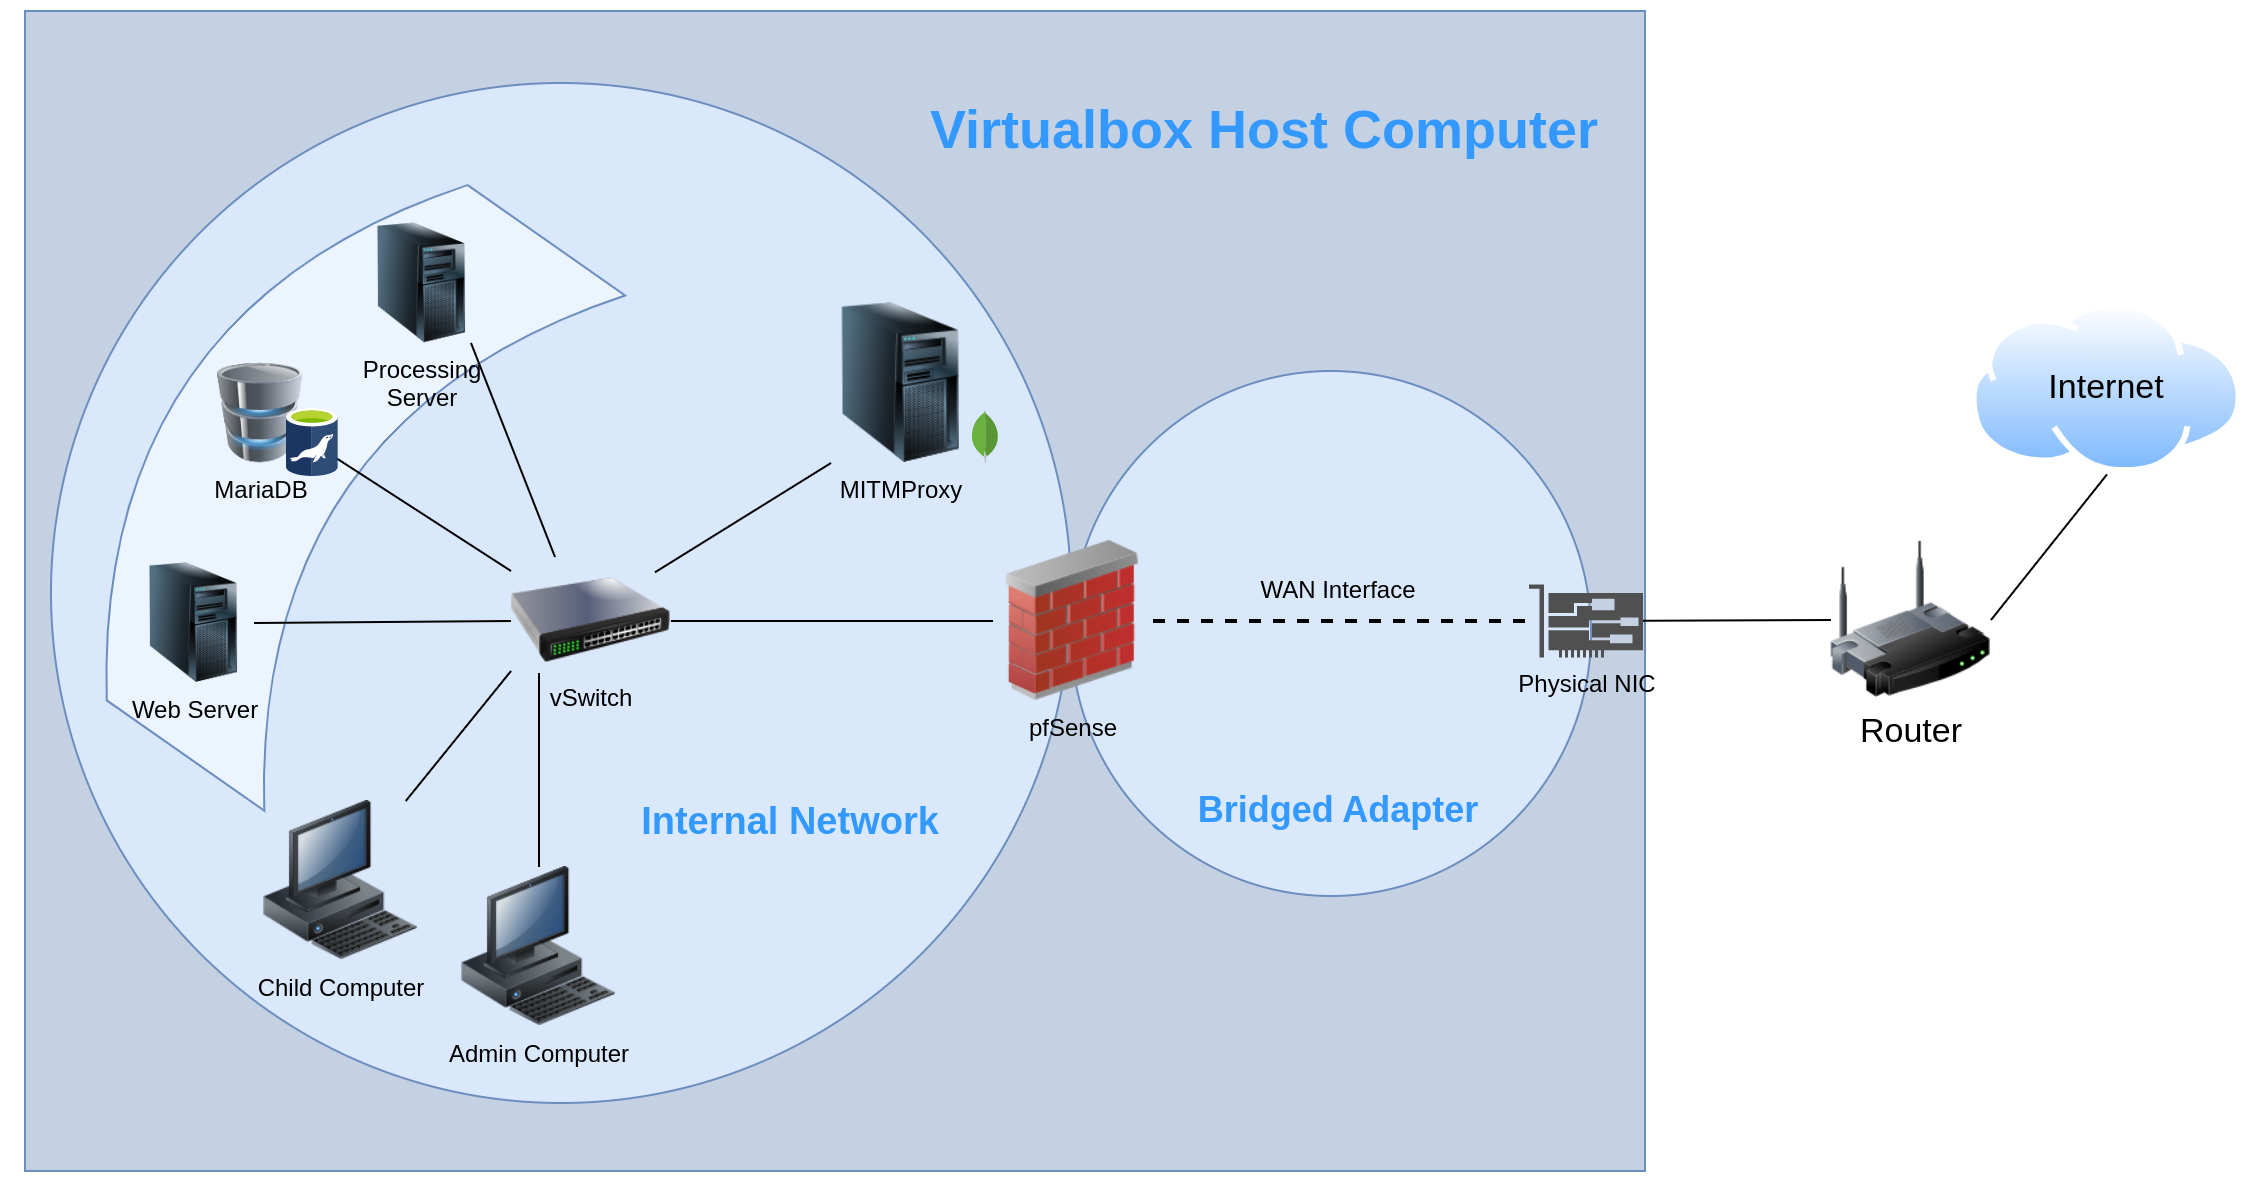 Virtualbox Host Computer
Processing
Server
MariaDB
MITMProxy
Internet
WAN Interface
Web Server
vSwitch
pfSense
Physical NIC
Router
Internal Network
Bridged Adapter
Child Computer
Admin Computer